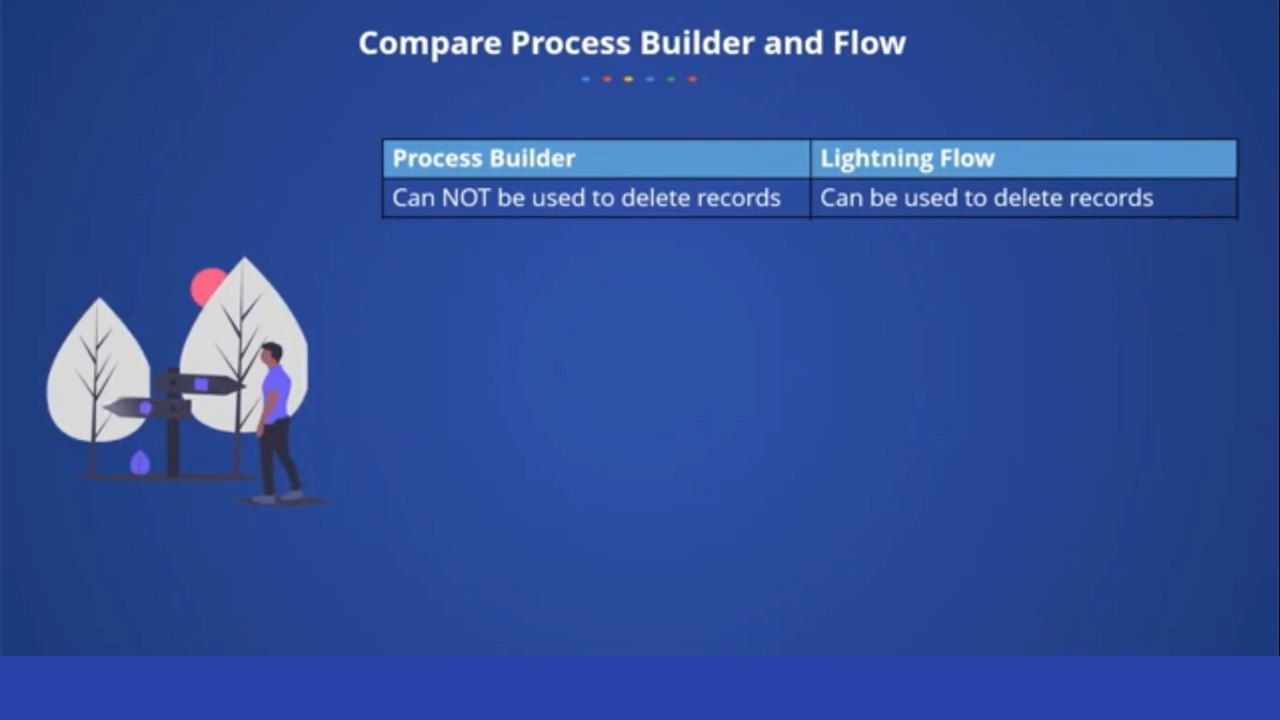 Compare Process Builder and Flow
Process Builder Lightning Flow
Can NOT be used to delete records Can be used to delete records